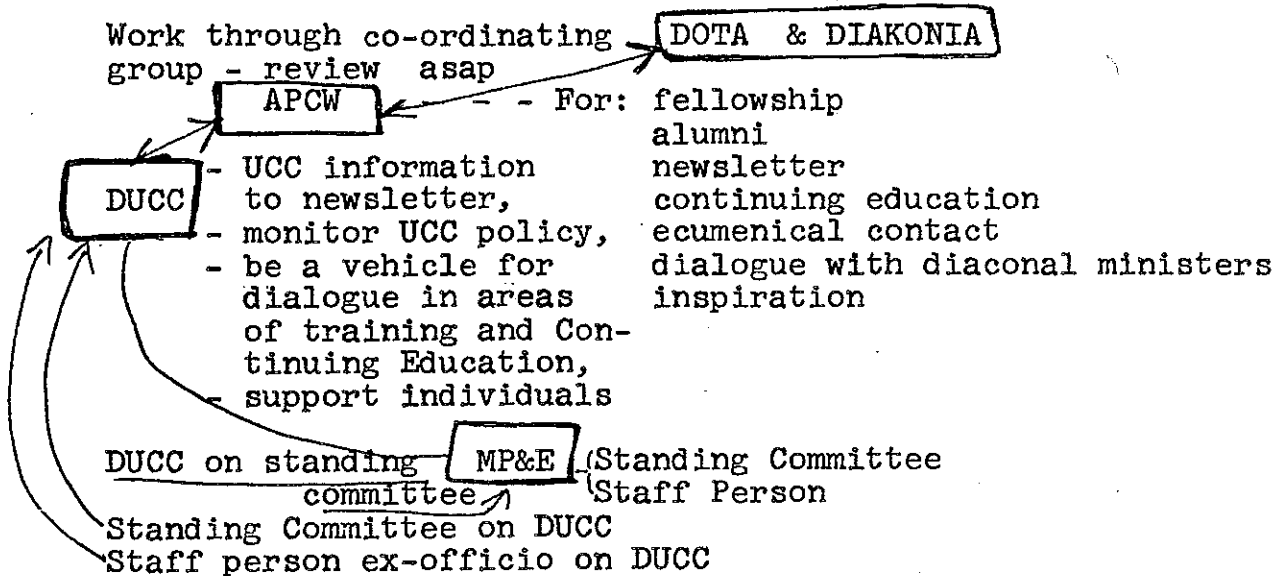 Work through co-ordinating DOTA & DIAKONIA
group - review asap
APCW - - - For: fellowship
alumni
- UCC information newsletter
DUCC to newsletter, continuing education
- monitor UCC policy, ecumenical contact
- be a vehicle for dialogue with diaconal ministers
dialogue in areas inspiration
of training and Con-
tinuing Education,
- support individuals
DUCC on standing MP&E (Standing Committee
committee Staff Person
Standing Committee on DUCC
Staff person ex-officio on DUCC